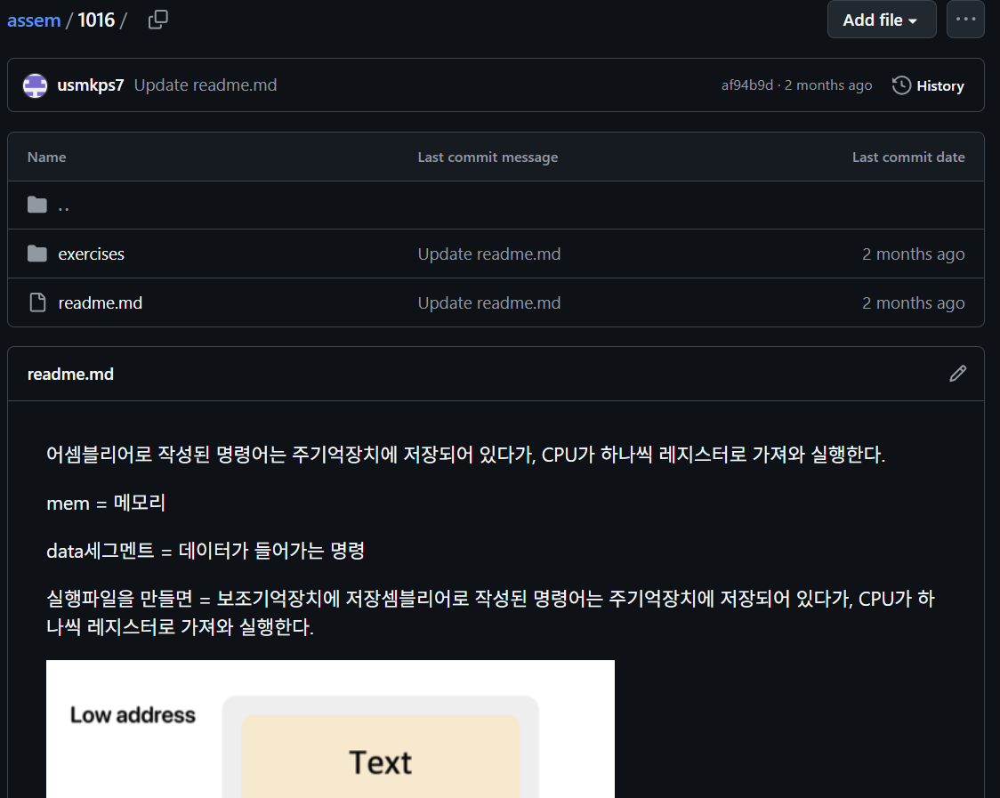 assem / 1016 /
Add file
usmkps7 Update readme.md
af94b9d · 2 months ago
History
Name Last commit message Last commit date
..
exercises Update readme.md 2 months ago
readme.md Update readme.md 2 months ago
readme.md
어셈블리어로 작성된 명령어는 주기억장치에 저장되어 있다가, CPU가 하나씩 레지스터로 가져와 실행한다.
mem = 메모리
data세그멘트 = 데이터가 들어가는 명령
실행파일을 만들면 = 보조기억장치에 저장셈블리어로 작성된 명령어는 주기억장치에 저장되어 있다가, CPU가 하
나씩 레지스터로 가져와 실행한다.
Low address
Text